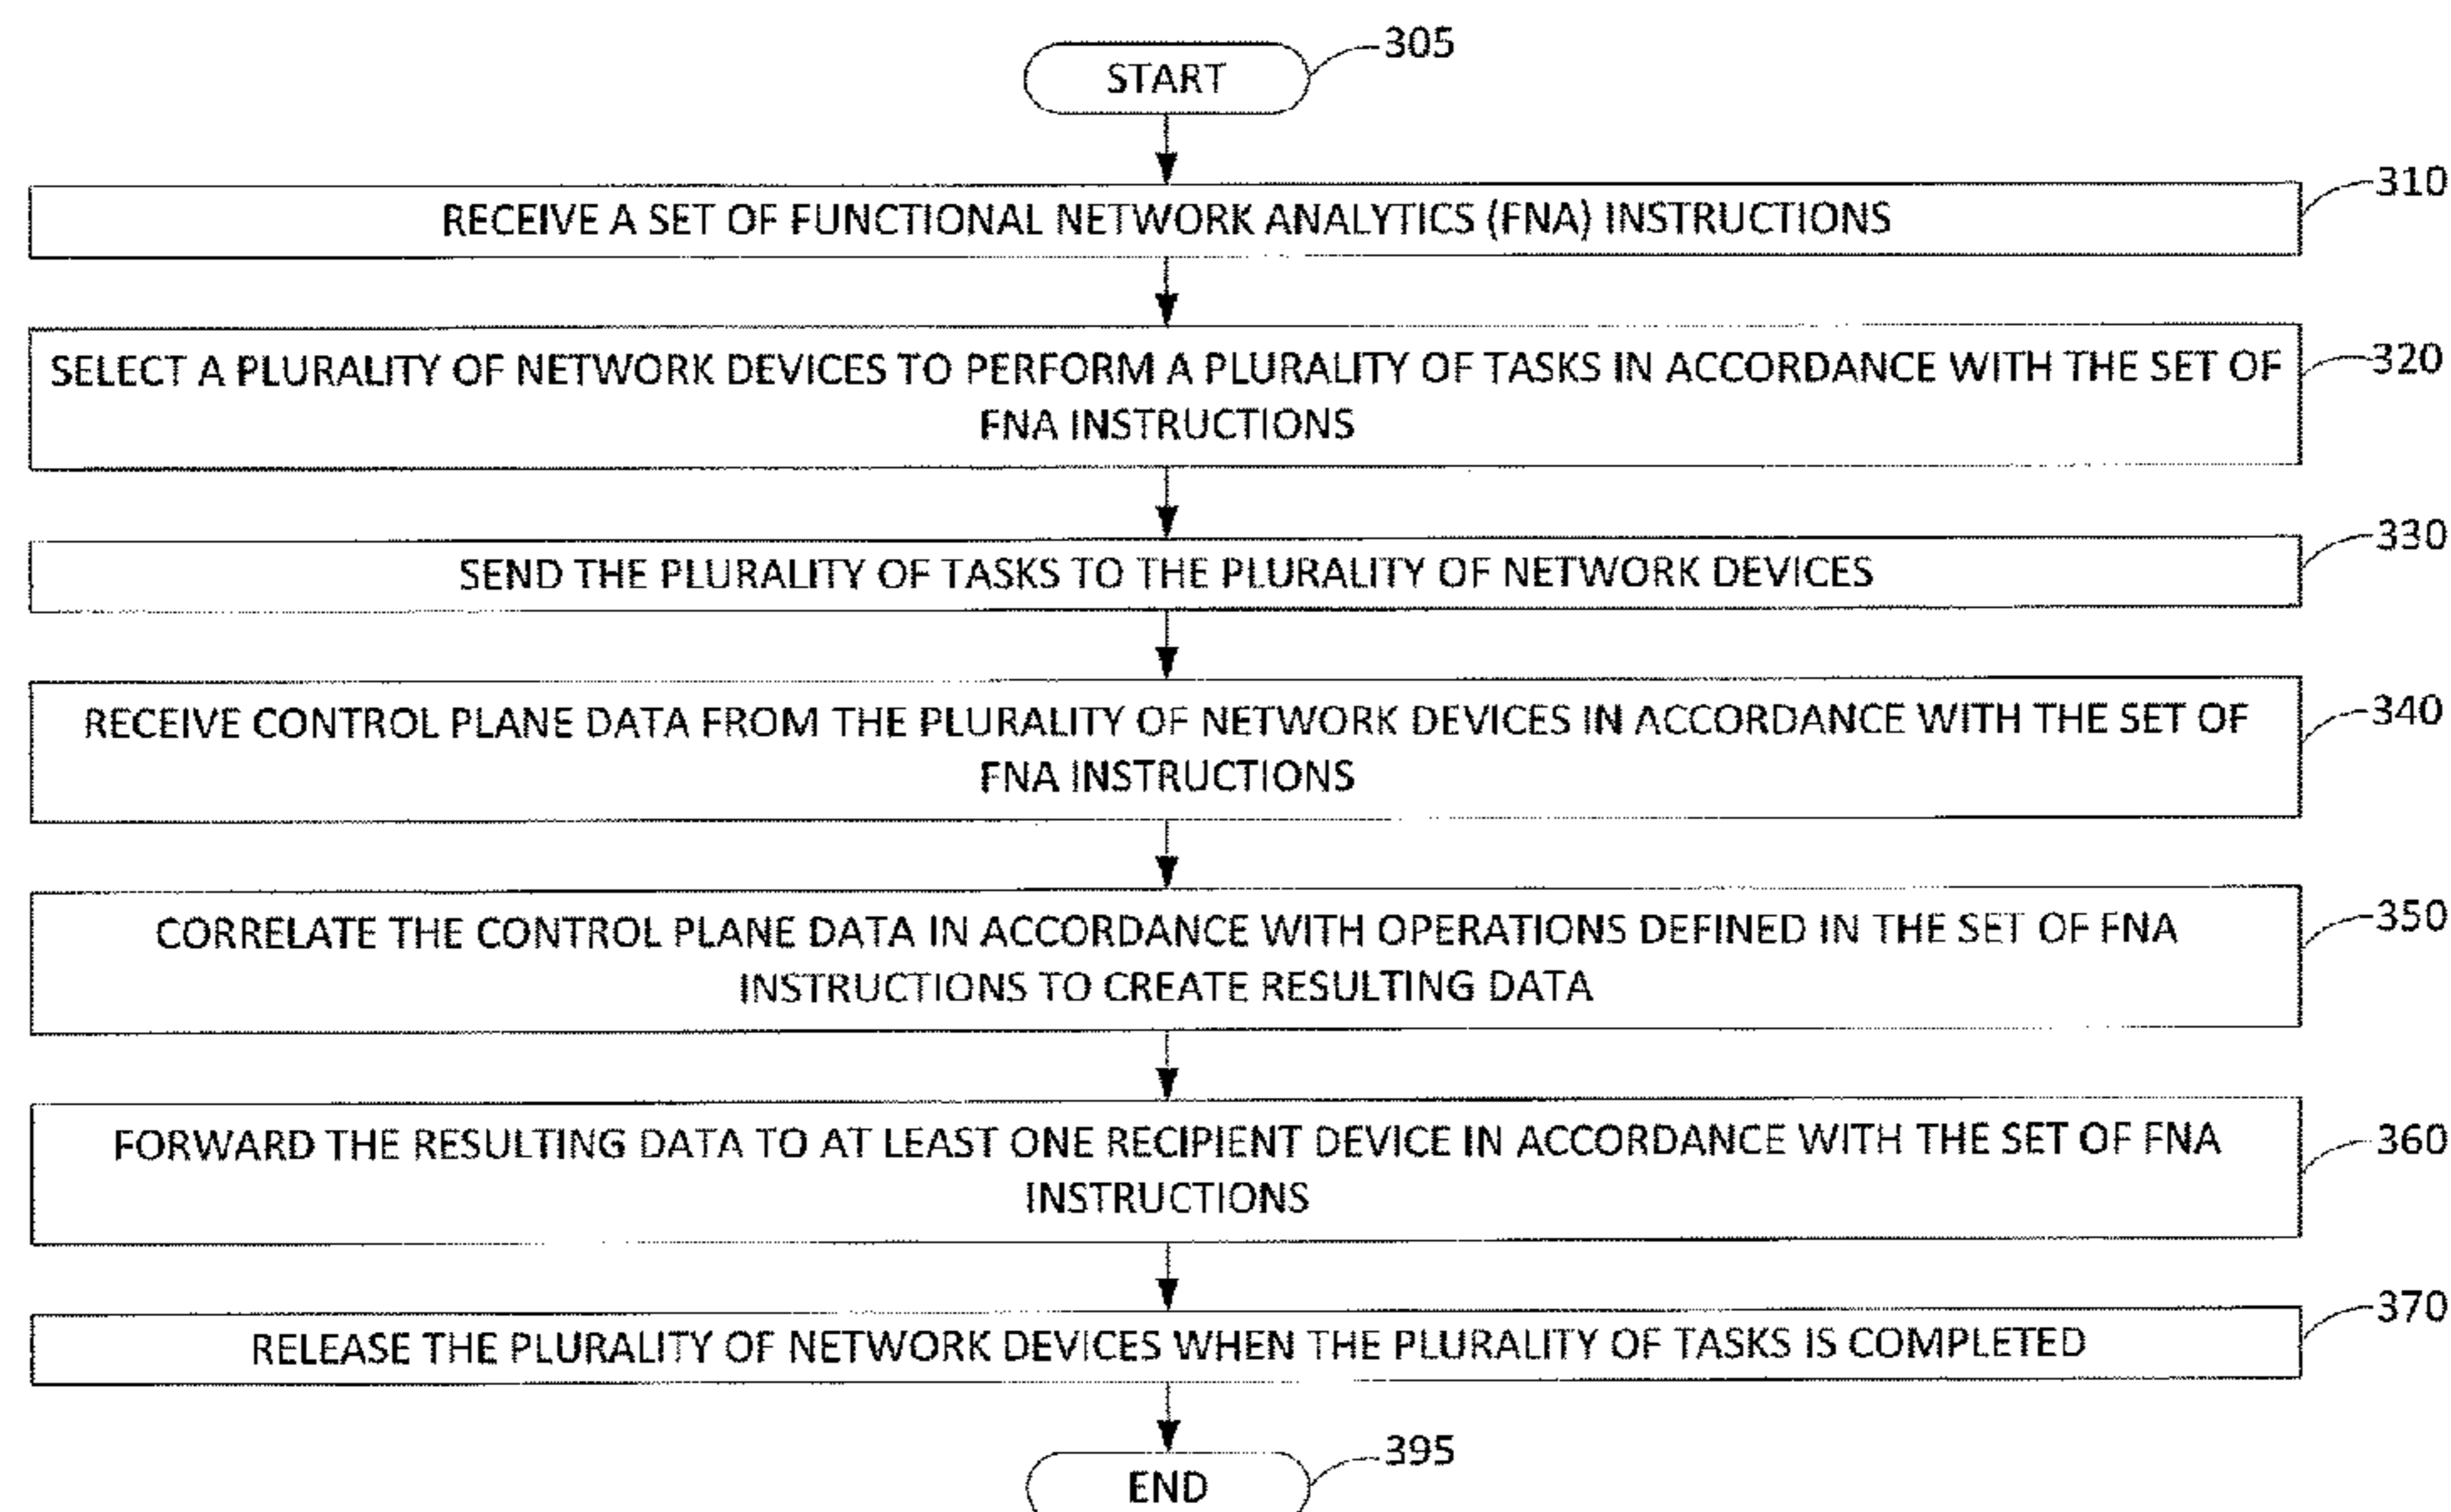 305
START
310
RECEIVE A SET OF FUNCTIONAL NETWORK ANALYTICS (FNA) INSTRUCTIONS
320
SELECT A PLURALITY OF NETWORK DEVICES TO PERFORM A PLURALITY OF TASKS IN ACCORDANCE WITH THE SET OF
FNA INSTRUCTIONS
330
SEND THE PLURALITY OF TASKS TO THE PLURALITY OF NETWORK DEVICES
340
RECEIVE CONTROL PLANE DATA FROM THE PLURALITY OF NETWORK DEVICES IN ACCORDANCE WITH THE SET OF
FNA INSTRUCTIONS
350
CORRELATE THE CONTROL PLANE DATA IN ACCORDANCE WITH OPERATIONS DEFINED IN THE SET OF FNA
INSTRUCTIONS TO CREATE RESULTING DATA
360
FORWARD THE RESULTING DATA TO AT LEAST ONE RECIPIENT DEVICE IN ACCORDANCE WITH THE SET OF FNA
INSTRUCTIONS
370
RELEASE THE PLURALITY OF NETWORK DEVICES WHEN THE PLURALITY OF TASKS IS COMPLETED
395
END